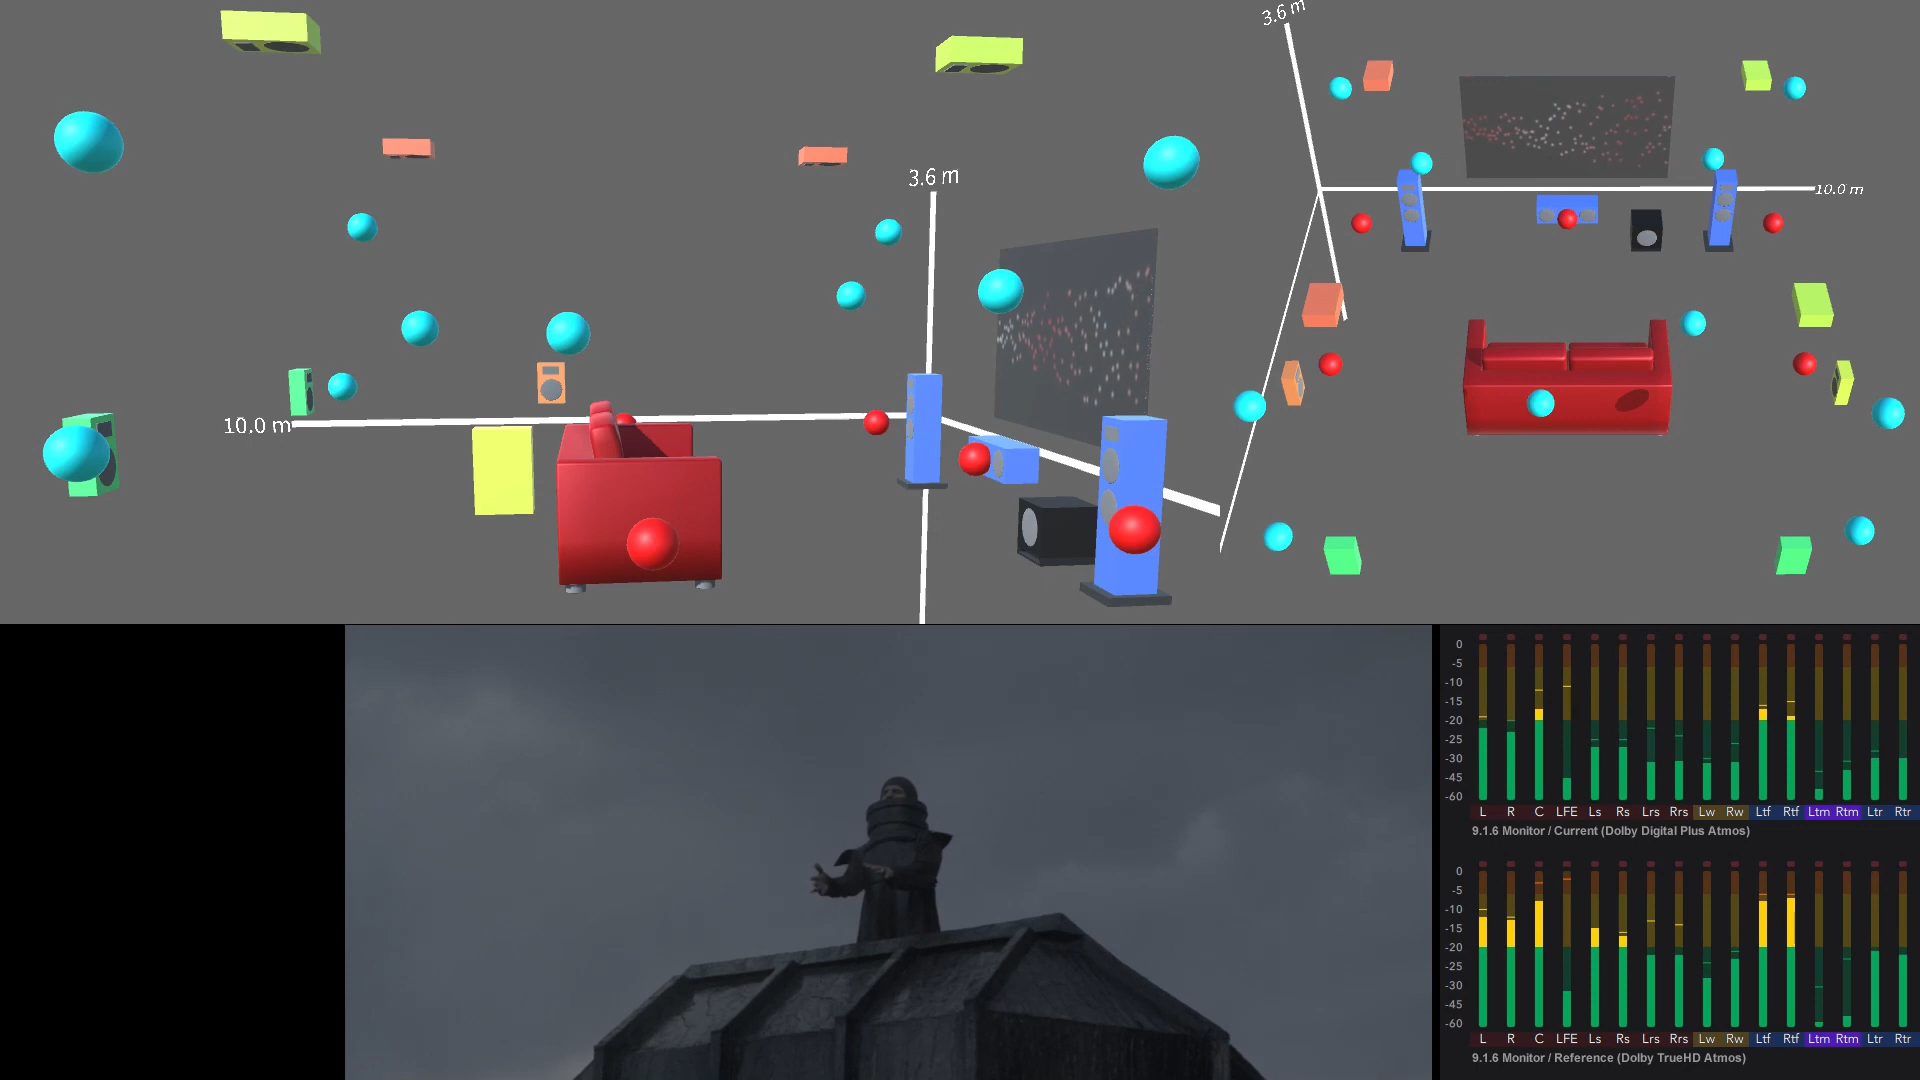 3.6 m
10.0 m
3.6 m
10.0 m
0
-5
-10
-15
-20
-25
-30
-45
-60
L R C LFE Ls Rs Lrs Rrs Lw Rw Ltf Rtf Ltm Rtm Ltr Rtr
9.1.6 Monitor / Current (Dolby Digital Plus Atmos)
0
-5
-10
-15
-20
-25
-30
-45
-60
L R C LFE Ls Rs Lrs Rrs Lw Rw Ltf Rtf Ltm Rtm Ltr Rtr
9.1.6 Monitor / Reference (Dolby TrueHD Atmos)